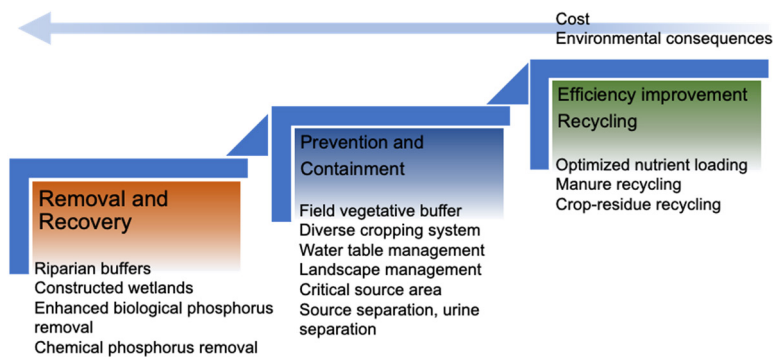 Cost
Environmental consequences
Removal and
Recovery
Riparian buffers
Constructed wetlands
Enhanced biological phosphorus
removal
Chemical phosphorus removal
Prevention and
Containment
Field vegetative buffer
Diverse cropping system
Water table management
Landscape management
Critical source area
Source separation, urine
separation
Efficiency improvement
Recycling
Optimized nutrient loading
Manure recycling
Crop-residue recycling